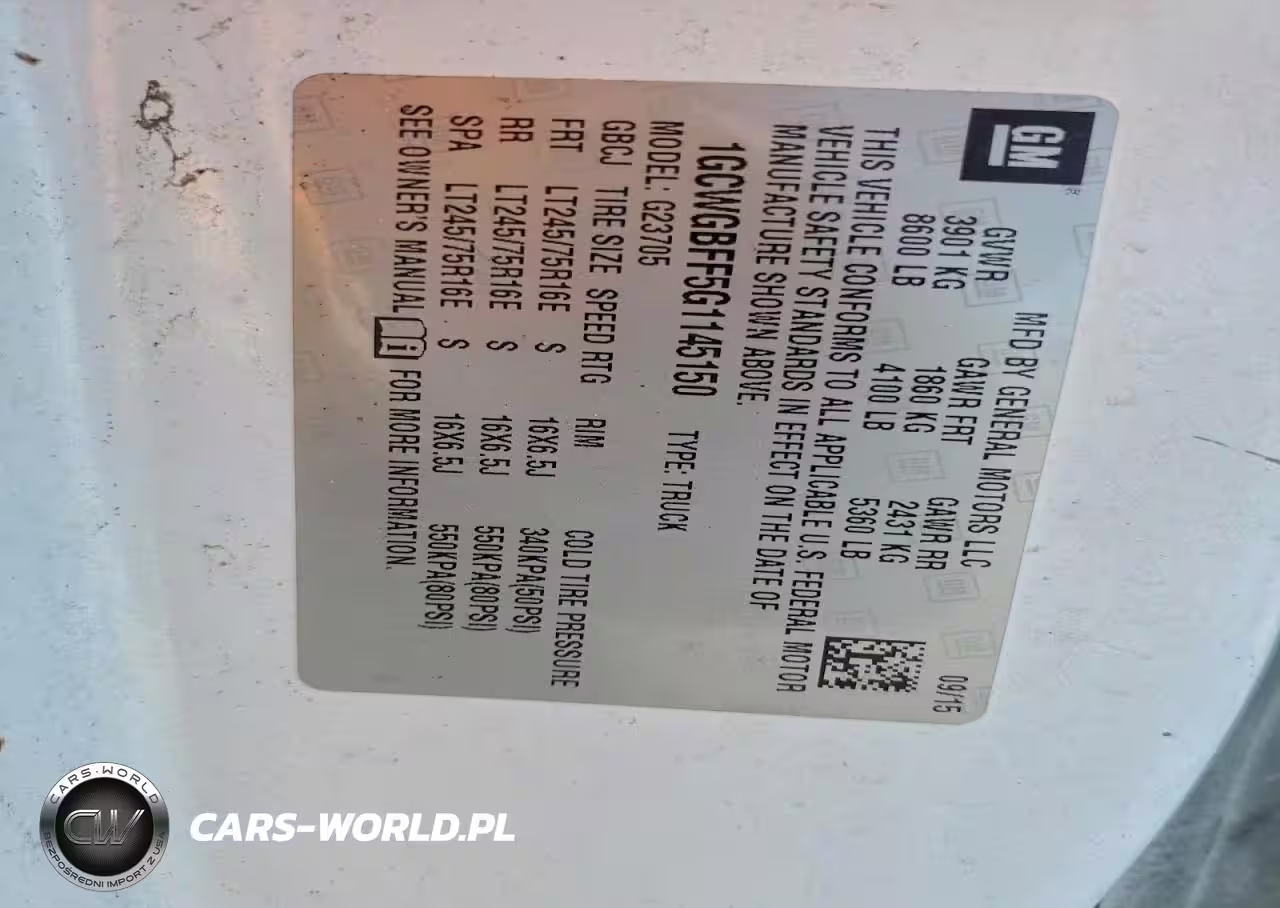 GM
MFD BY GENERAL MOTORS LLC 09/15
GVWR GAWR FRT GAWR RR
3901 KG 1860 KG 2431 KG
8600 LB 4100 LB 5360 LB
THIS VEHICLE CONFORMS TO ALL APPLICABLE U.S. FEDERAL MOTOR
VEHICLE SAFETY STANDARDS IN EFFECT ON THE DATE OF
MANUFACTURE SHOWN ABOVE.
1GCWGBFF5G1145150 TYPE: TRUCK
MODEL: G23705
GBCJ TIRE SIZE SPEED RTG RIM COLD TIRE PRESSURE
FRT LT245/75R16E S 16X6.5J 340KPA(50PSI)
RR LT245/75R16E S 16X6.5J 550KPA(80PSI)
SPA LT245/75R16E S 16X6.5J 550KPA(80PSI)
SEE OWNER'S MANUAL i FOR MORE INFORMATION.
CARS-WORLD
CW
BEZPOŚREDNI IMPORT Z USA
CARS-WORLD.PL